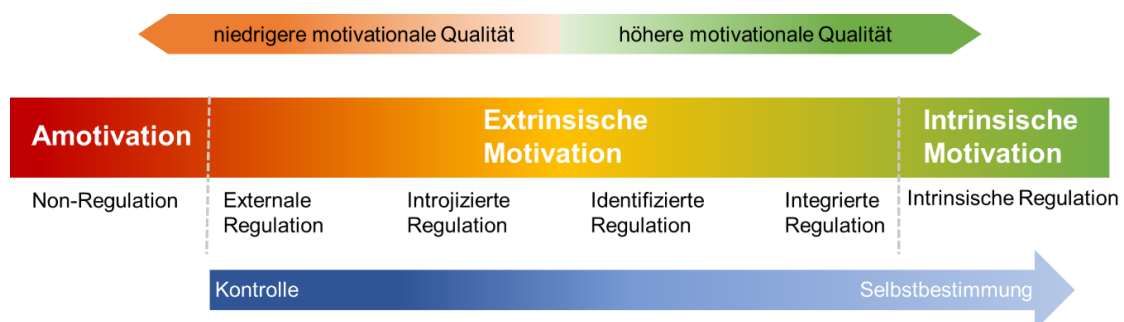 niedrigere motivationale Qualität
höhere motivationale Qualität
Amotivation
Extrinsische
Motivation
Intrinsische
Motivation
Non-Regulation
Externale
Regulation
Introjizierte
Regulation
Identifizierte
Regulation
Integrierte
Regulation
Intrinsische Regulation
Kontrolle
Selbstbestimmung